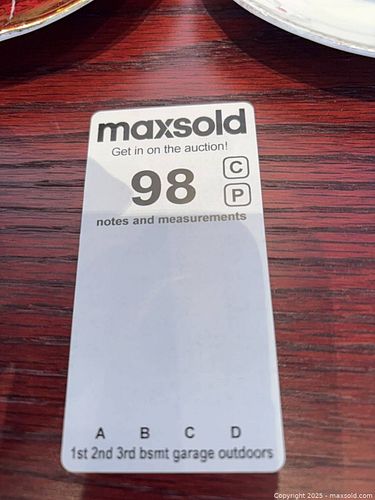 maxsold
Get in on the auction!
98
C
P
notes and measurements
A B C D
1st 2nd 3rd bsmt garage outdoors
Copyright 2025 - maxsold.com